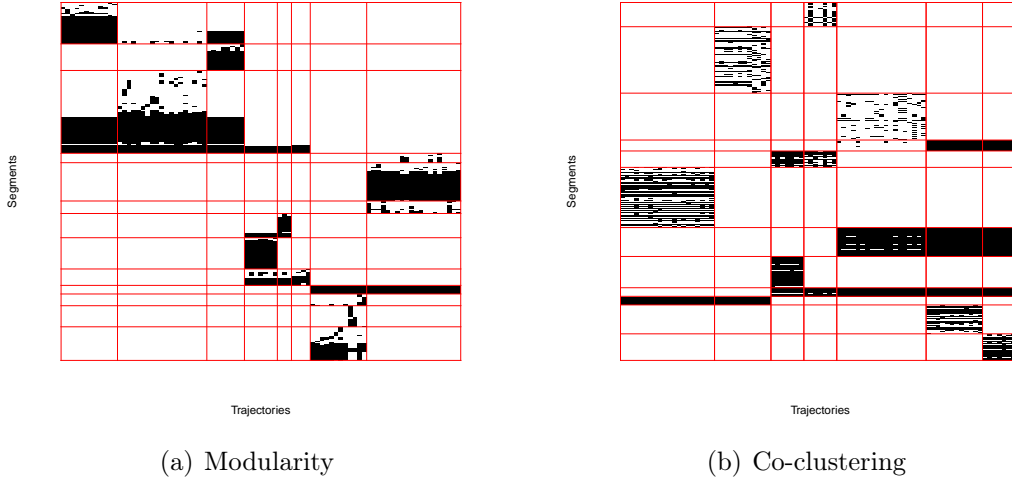 Segments
Segments
Trajectories
Trajectories
(a) Modularity
(b) Co-clustering